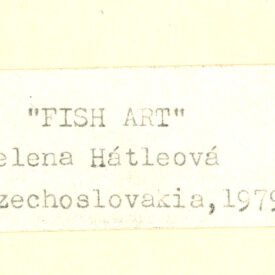 "FISH ART"
elena Hátleová
zechoslovakia,1979